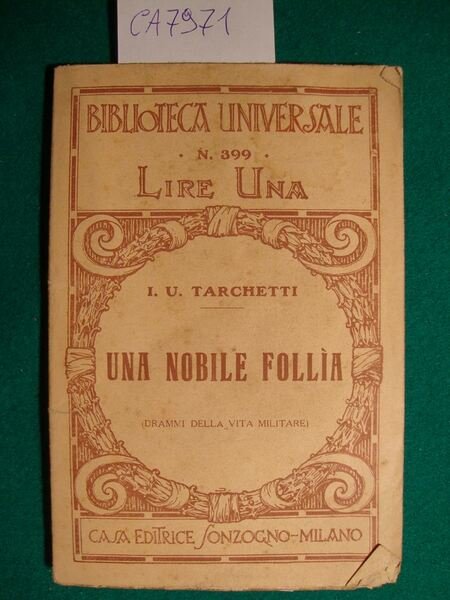 CA7971
BIBLIOTECA UNIVERSALE
· N. 399 ·
LIRE UNA
I. U. TARCHETTI
UNA NOBILE FOLLÌA
(DRAMMI DELLA VITA MILITARE)
CASA EDITRICE SONZOGNO-MILANO